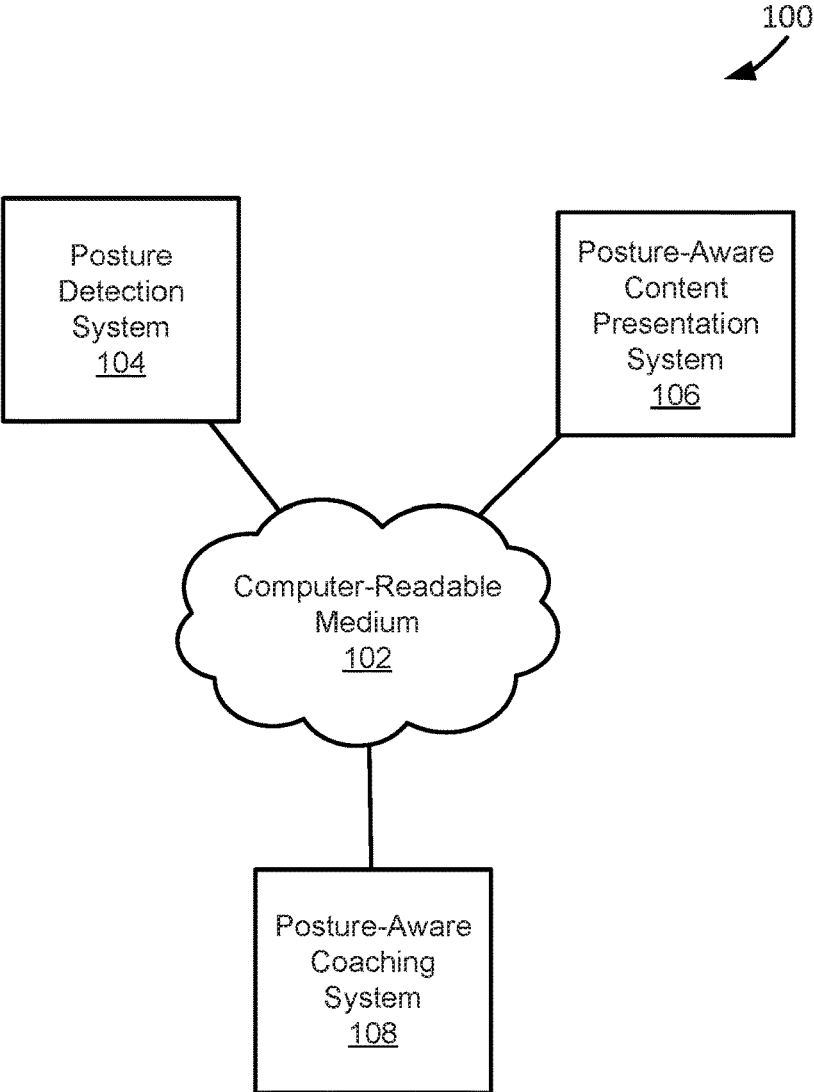 100
Posture
Detection
System
104
Posture-Aware
Content
Presentation
System
106
Computer-Readable
Medium
102
Posture-Aware
Coaching
System
108